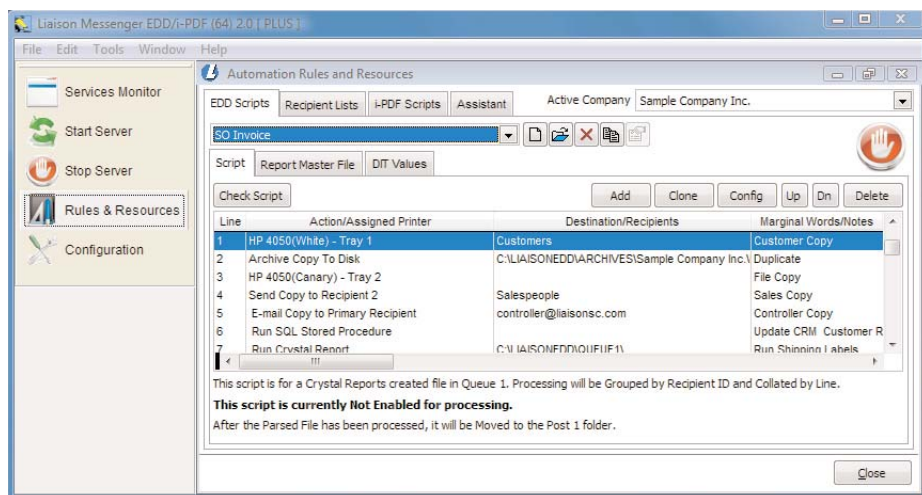 Liaison Messenger EDD/i-PDF (64) 2.0 [ PLUS ]
File Edit Tools Window Help
Services Monitor
Start Server
Stop Server
Rules & Resources
Configuration
Automation Rules and Resources
EDD Scripts Recipient Lists i-PDF Scripts Assistant Active Company Sample Company Inc.
SO Invoice
Script Report Master File DIT Values
Check Script Add Clone Config Up Dn Delete
Line Action/Assigned Printer Destination/Recipients Marginal Words/Notes
1 HP 4050(White) - Tray 1 Customers Customer Copy
2 Archive Copy To Disk C:\LIAISONEDD\ARCHIVES\Sample Company Inc.\ Duplicate
3 HP 4050(Canary) - Tray 2 File Copy
4 Send Copy to Recipient 2 Salespeople Sales Copy
5 E-mail Copy to Primary Recipient controller@liaisonsc.com Controller Copy
6 Run SQL Stored Procedure Update CRM Customer R
7 Run Crystal Report C:\LIAISONEDD\QUEUE1\ Run Shipping Labels
This script is for a Crystal Reports created file in Queue 1. Processing will be Grouped by Recipient ID and Collated by Line.
This script is currently Not Enabled for processing.
After the Parsed File has been processed, it will be Moved to the Post 1 folder.
Close